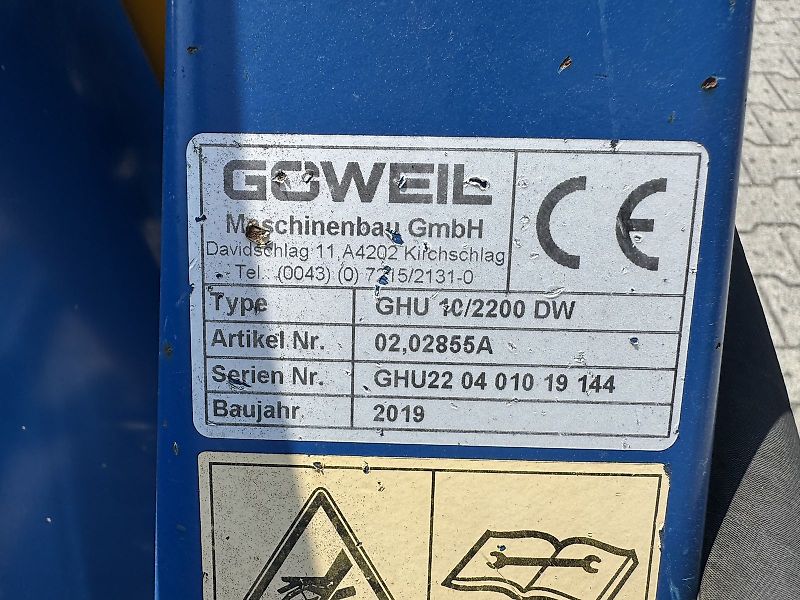 GÖWEIL
Maschinenbau GmbH
Davidschlag 11,A4202 Kirchschlag
Tel.: (0043) (0) 7215/2131-0
CE
Type GHU 10/2200 DW
Artikel Nr. 02,02855A
Serien Nr. GHU22 04 010 19 144
Baujahr 2019